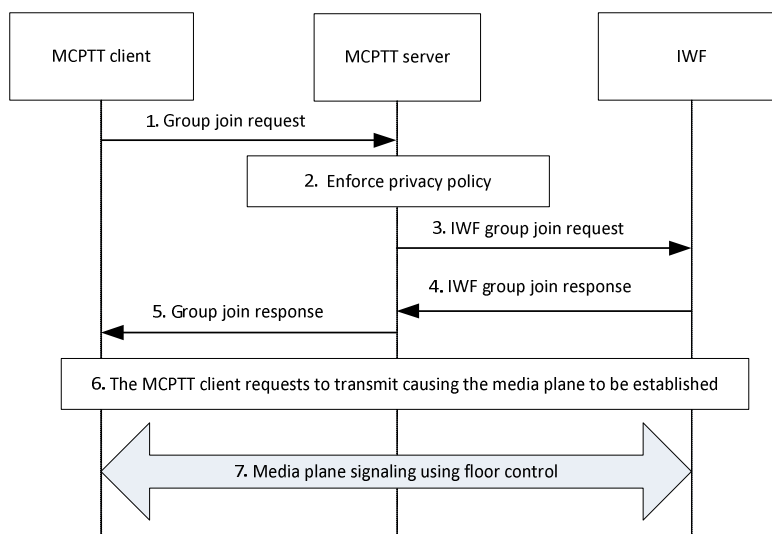 MCPTT client
MCPTT server
IWF
1. Group join request
2. Enforce privacy policy
3. IWF group join request
4. IWF group join response
5. Group join response
6. The MCPTT client requests to transmit causing the media plane to be established
7. Media plane signaling using floor control